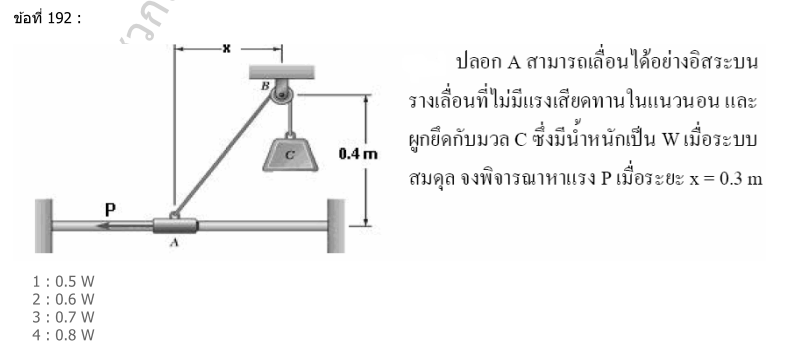 ข้อที่ 192 :
x
ปลอก A สามารถเลื่อนได้อย่างอิสระบน
รางเลื่อนที่ไม่มีแรงเสียดทานในแนวนอน และ
ผูกยึดกับมวล C ซึ่งมีน้ำหนักเป็น W เมื่อระบบ
สมดุล จงพิจารณาหาแรง P เมื่อระยะ x = 0.3 m
B
C
0.4 m
P
A
1 : 0.5 W
2 : 0.6 W
3 : 0.7 W
4 : 0.8 W